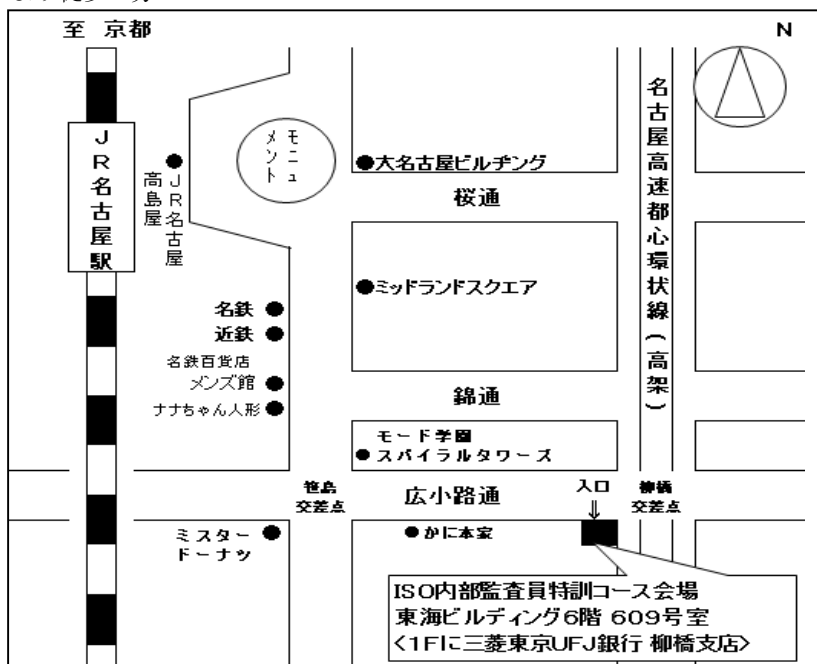 至 京都
N
JR名古屋駅
JR名古屋
高島屋
モニュ
メント
●大名古屋ビルヂング
桜通
名古屋高速都心環状線(高架)
●ミッドランドスクエア
名鉄 ●
近鉄 ●
名鉄百貨店
メンズ館 ●
ナナちゃん人形 ●
錦通
モード学園
●スパイラルタワーズ
笹島
交差点
広小路通
入口
⇓
柳橋
交差点
ミスター ●
ドーナツ
●かに本家
ISO内部監査員特訓コース会場
東海ビルディング6階 609号室
<1Fに三菱東京UFJ銀行 柳橋支店>